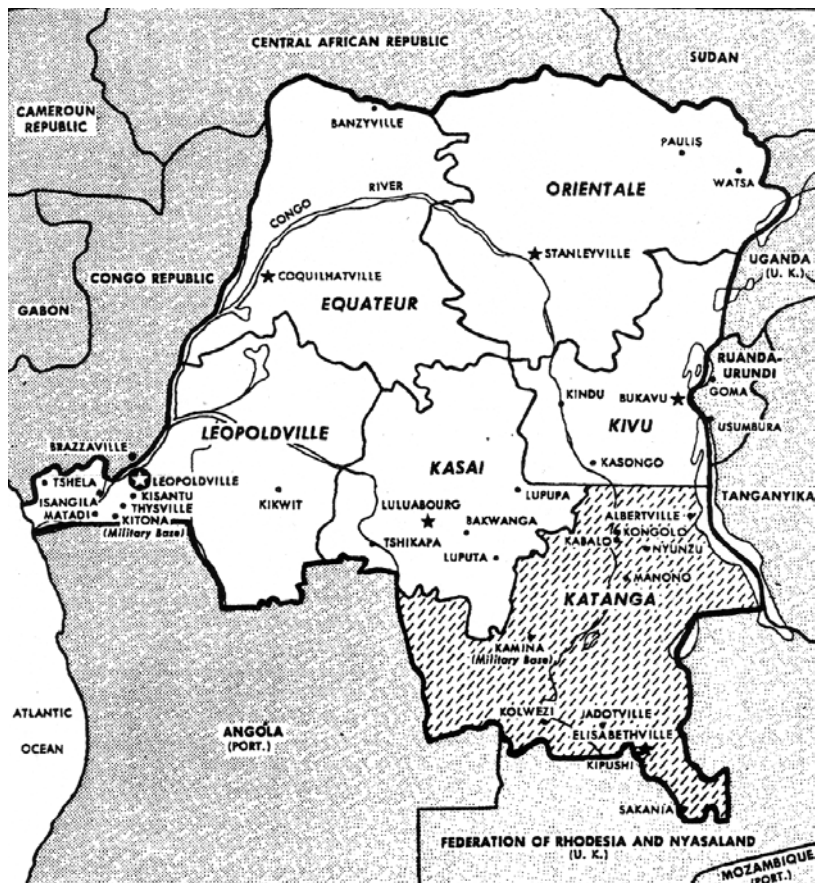 CENTRAL AFRICAN REPUBLIC
SUDAN
CAMEROUN
REPUBLIC
BANZYVILLE
PAULIS
WATSA
ORIENTALE
CONGO
RIVER
STANLEYVILLE
UGANDA
(U. K.)
CONGO REPUBLIC
COQUILHATVILLE
EQUATEUR
GABON
RUANDA-
URUNDI
GOMA
KINDU
BUKAVU
USUMBURA
KIVU
LEOPOLDVILLE
BRAZZAVILLE
KASAI
KASONGO
TSHELA
LEOPOLDVILLE
ISANGILA
KISANTU
MATADI
THYSVILLE
KITONA
(Military Base)
KIKWIT
LULUABOURG
LUPUPA
BAKWANGA
TSHIKAPA
LUPUTA
TANGANYIKA
ALBERTVILLE
KONGOLO
KABALO
NYUNZU
MANONO
KATANGA
KAMINA
(Military Base)
KOLWEZI
JADOTVILLE
ELISABETHVILLE
KIPUSHI
SAKANIA
ATLANTIC
OCEAN
ANGOLA
(PORT.)
FEDERATION OF RHODESIA AND NYASALAND
(U. K.)
MOZAMBIQUE
(PORT.)